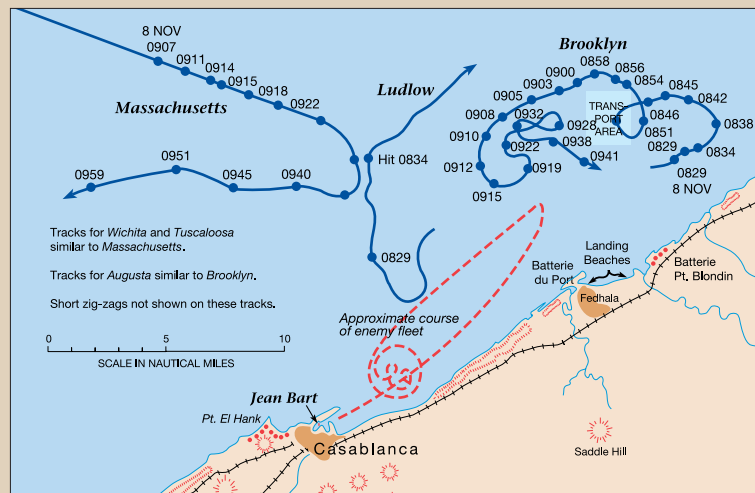 8 NOV
0907
0911
0914
0915
0918
0922
Massachusetts
Ludlow
Brooklyn
0858
0856
0900
0854
0903
0845
0905
0842
TRANS-
PORT
AREA
0908
0932
0928
0846
0838
0910
0851
0938
0922
0941
0829
0834
0912
0919
0829
8 NOV
0915
Hit 0834
0951
0959
0945
0940
0829
Tracks for Wichita and Tuscaloosa
similar to Massachusetts.
Tracks for Augusta similar to Brooklyn.
Short zig-zags not shown on these tracks.
0 5 10
SCALE IN NAUTICAL MILES
Approximate course
of enemy fleet
Landing
Beaches
Batterie
du Port
Batterie
Pt. Blondin
Fedhala
Jean Bart
Pt. El Hank
Casablanca
Saddle Hill